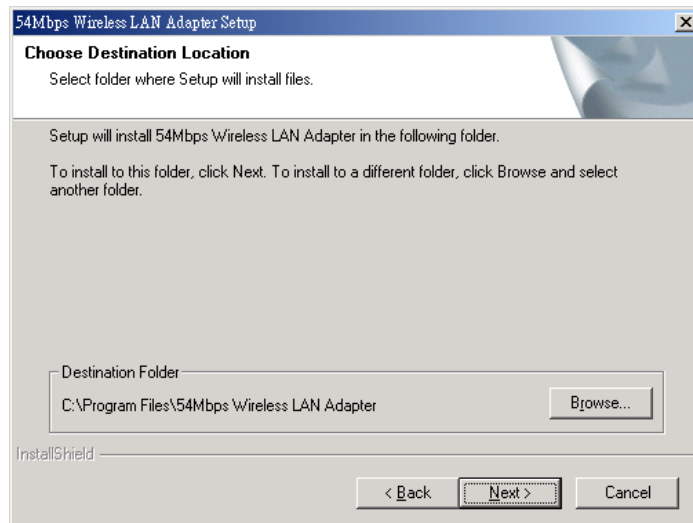 54Mbps Wireless LAN Adapter Setup
Choose Destination Location
Select folder where Setup will install files.
Setup will install 54Mbps Wireless LAN Adapter in the following folder.
To install to this folder, click Next. To install to a different folder, click Browse and select
another folder.
Destination Folder
C:\Program Files\54Mbps Wireless LAN Adapter
Browse...
InstallShield
< Back
Next >
Cancel